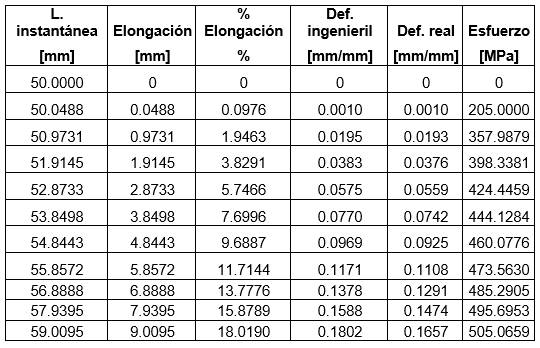 L. instantánea [mm] Elongación [mm] % Elongación % Def. ingenieril [mm/mm] Def. real [mm/mm] Esfuerzo [MPa]
50.0000 0 0 0 0 0
50.0488 0.0488 0.0976 0.0010 0.0010 205.0000
50.9731 0.9731 1.9463 0.0195 0.0193 357.9879
51.9145 1.9145 3.8291 0.0383 0.0376 398.3381
52.8733 2.8733 5.7466 0.0575 0.0559 424.4459
53.8498 3.8498 7.6996 0.0770 0.0742 444.1284
54.8443 4.8443 9.6887 0.0969 0.0925 460.0776
55.8572 5.8572 11.7144 0.1171 0.1108 473.5630
56.8888 6.8888 13.7776 0.1378 0.1291 485.2905
57.9395 7.9395 15.8789 0.1588 0.1474 495.6953
59.0095 9.0095 18.0190 0.1802 0.1657 505.0659